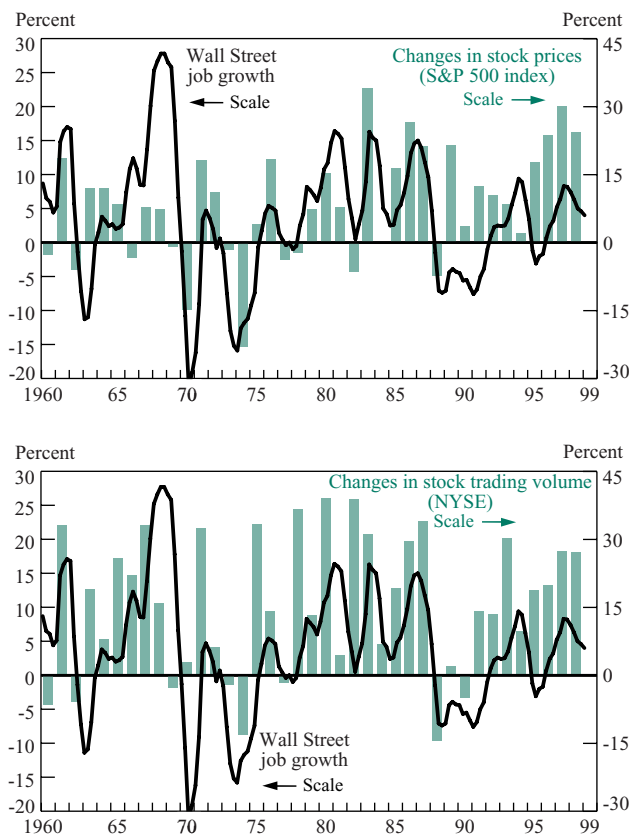 Percent Percent
30 45
Wall Street Changes in stock prices
job growth (S&P 500 index)
25
Scale Scale
20 30
15
10 15
5
0 0
-5
-10 -15
-15
-20 -30
1960 65 70 75 80 85 90 95 99
Percent Percent
30 45
Changes in stock trading volume
(NYSE)
25
Scale
20 30
15
10 15
5
0 0
-5
-10 -15
Wall Street
job growth
-15
Scale
-20 -30
1960 65 70 75 80 85 90 95 99